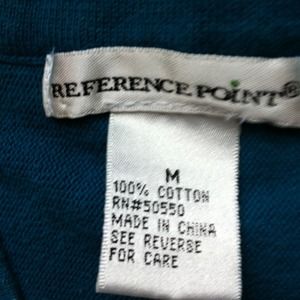 REFERENCE POINT®
M
100% COTTON
RN#50550
MADE IN CHINA
SEE REVERSE
FOR CARE